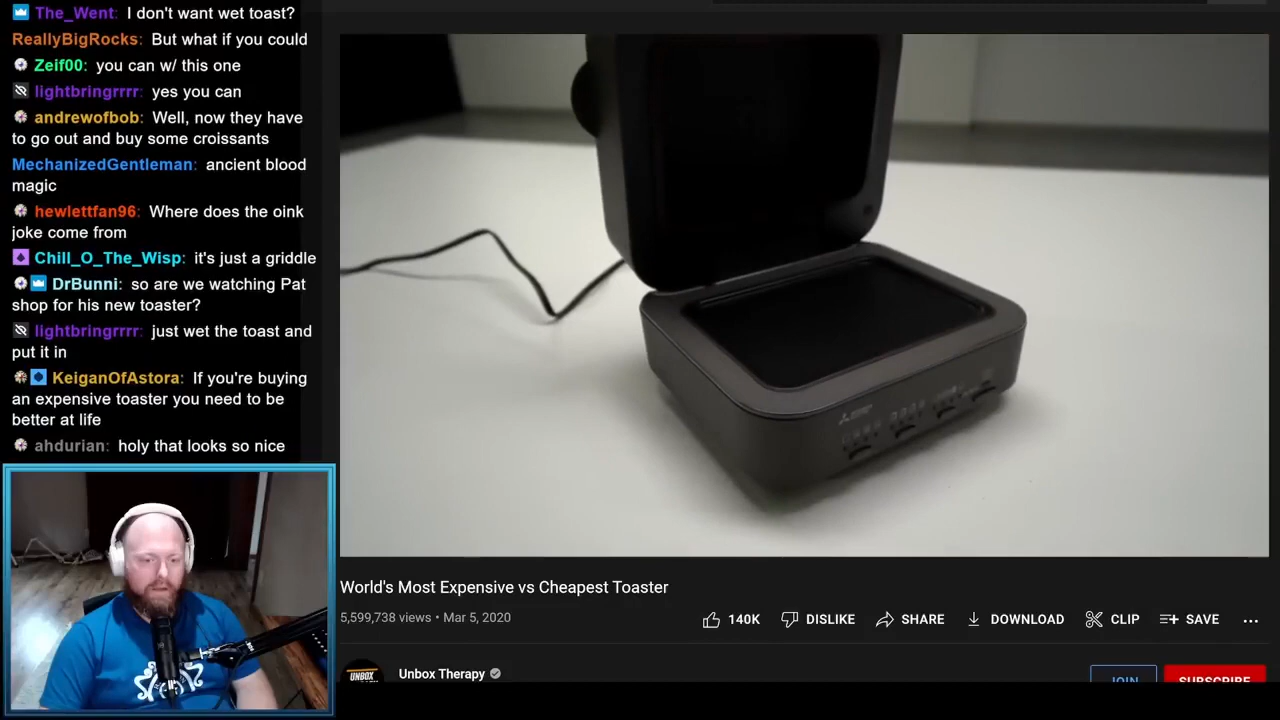 The_Went: I don't want wet toast?
ReallyBigRocks: But what if you could
Zeif00: you can w/ this one
lightbringrrrr: yes you can
andrewofbob: Well, now they have
to go out and buy some croissants
MechanizedGentleman: ancient blood
magic
hewlettfan96: Where does the oink
joke come from
Chill_O_The_Wisp: it's just a griddle
DrBunni: so are we watching Pat
shop for his new toaster?
lightbringrrrr: just wet the toast and
put it in
KeiganOfAstora: If you're buying
an expensive toaster you need to be
better at life
ahdurian: holy that looks so nice
World's Most Expensive vs Cheapest Toaster
5,599,738 views • Mar 5, 2020
140K
DISLIKE
SHARE
DOWNLOAD
CLIP
SAVE
UNBOX
Unbox Therapy
JOIN
SUBSCRIBE